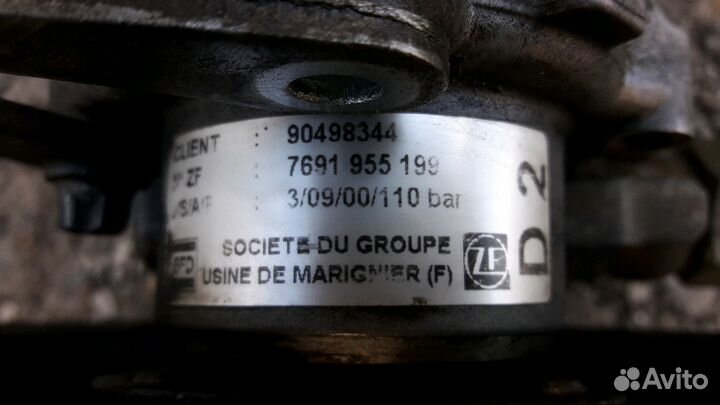 CLIENT : 90498344
N° ZF : 7691 955 199
J/S/A/P : 3/09/00/110 bar
SOCIETE DU GROUPE ZF
USINE DE MARIGNIER (F)
D 2
Avito